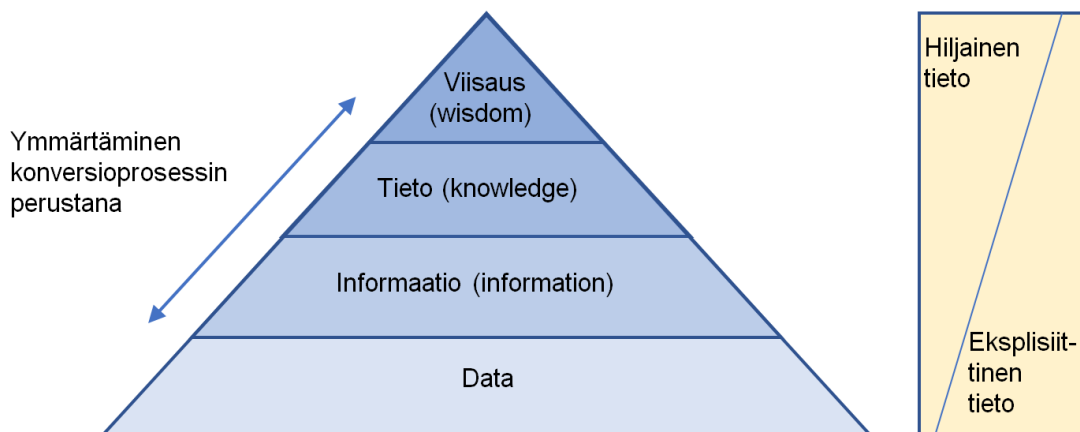 Ymmärtäminen
konversioprosessin
perustana
Viisaus
(wisdom)
Tieto (knowledge)
Informaatio (information)
Data
Hiljainen
tieto
Eksplisiit-
tinen
tieto